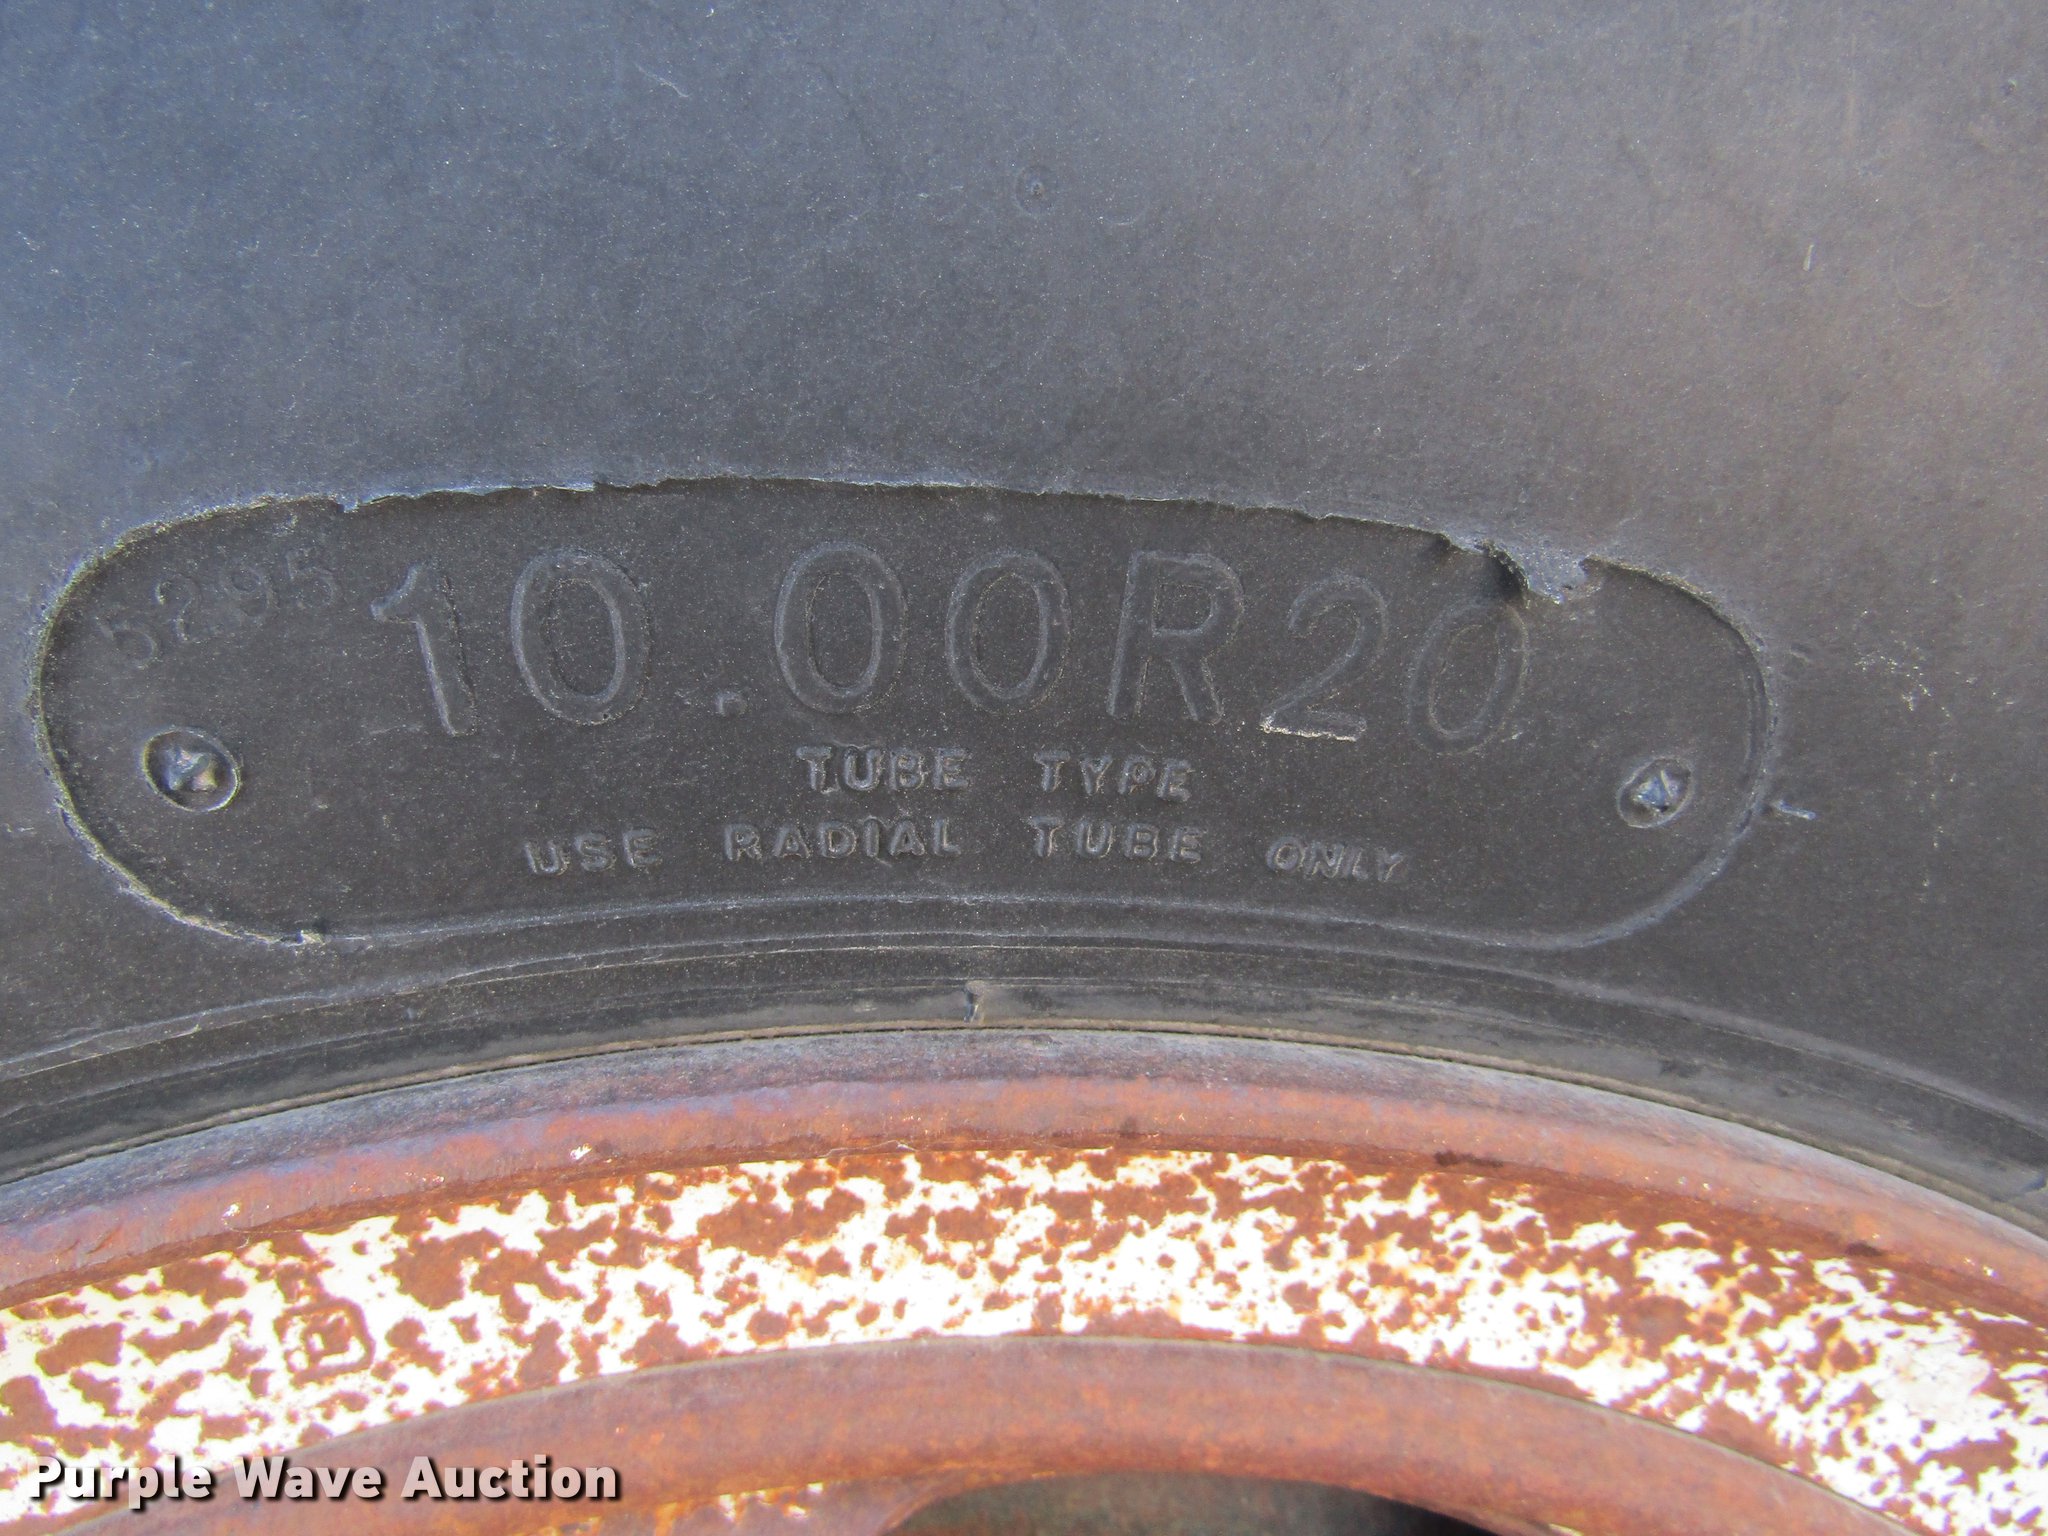 5295 10.00R20
TUBE TYPE
USE RADIAL TUBE ONLY
Purple Wave Auction